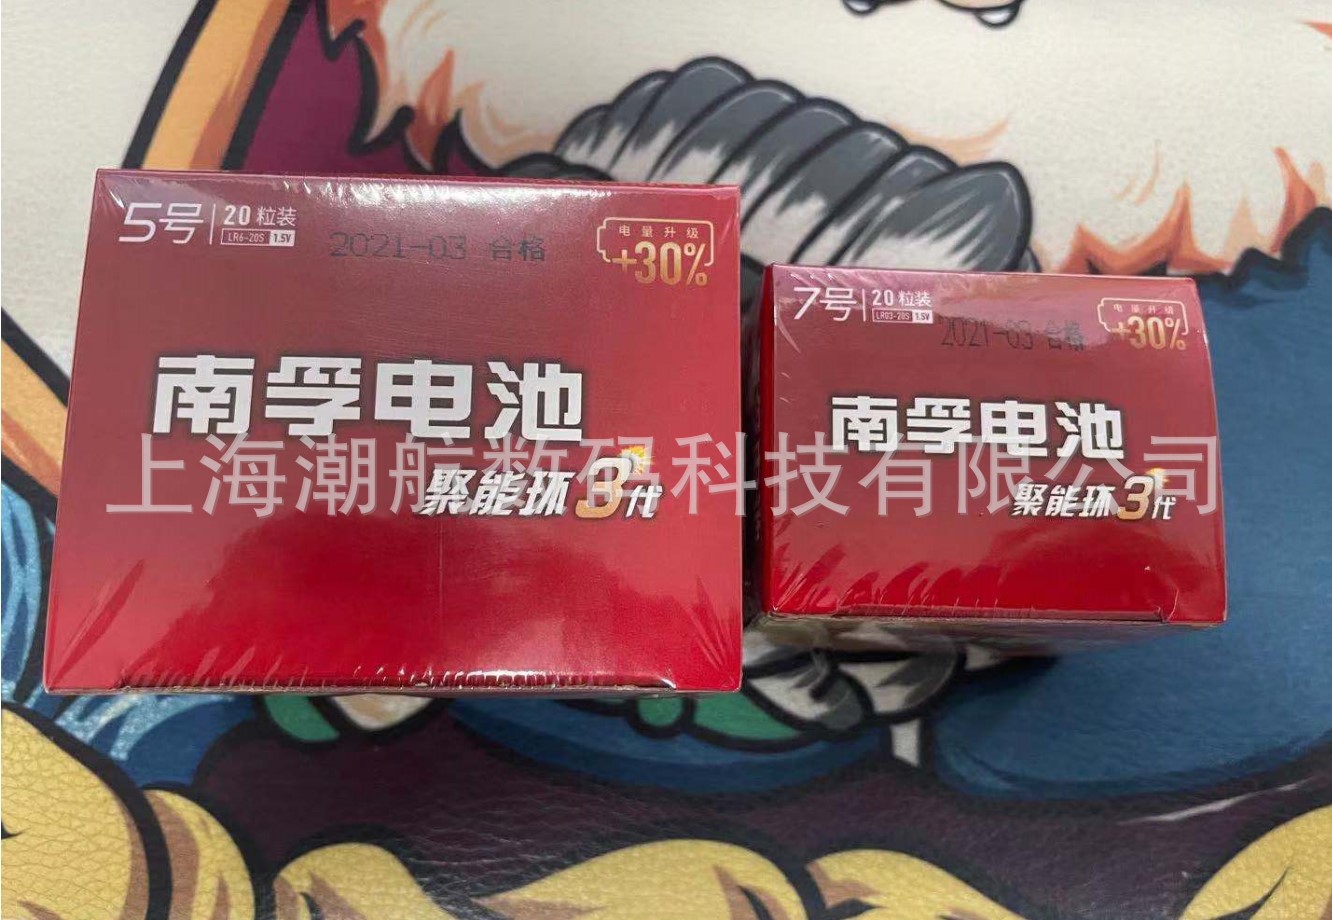 5号
20粒装
LR6-20S 1.5V
2021-03 合格
电量升级
+30%
南孚电池
聚能环3代
7号
20粒装
LR03-20S 1.5V
2021-03 合格
电量升级
+30%
南孚电池
聚能环3代
上海潮航数码科技有限公司